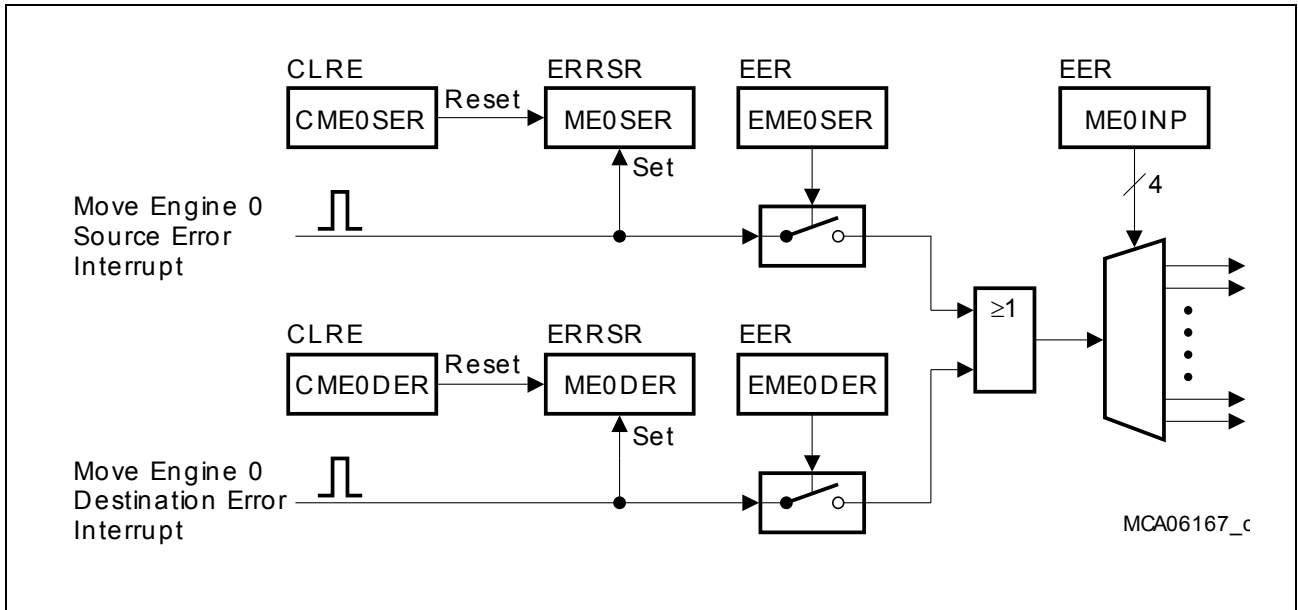 CLRE
ERRSR
EER
EER
CME0SER
Reset
ME0SER
EME0SER
ME0INP
Set
4
Move Engine 0
Source Error
Interrupt
≥1
CLRE
ERRSR
EER
CME0DER
Reset
ME0DER
EME0DER
Set
Move Engine 0
Destination Error
Interrupt
MCA06167_c